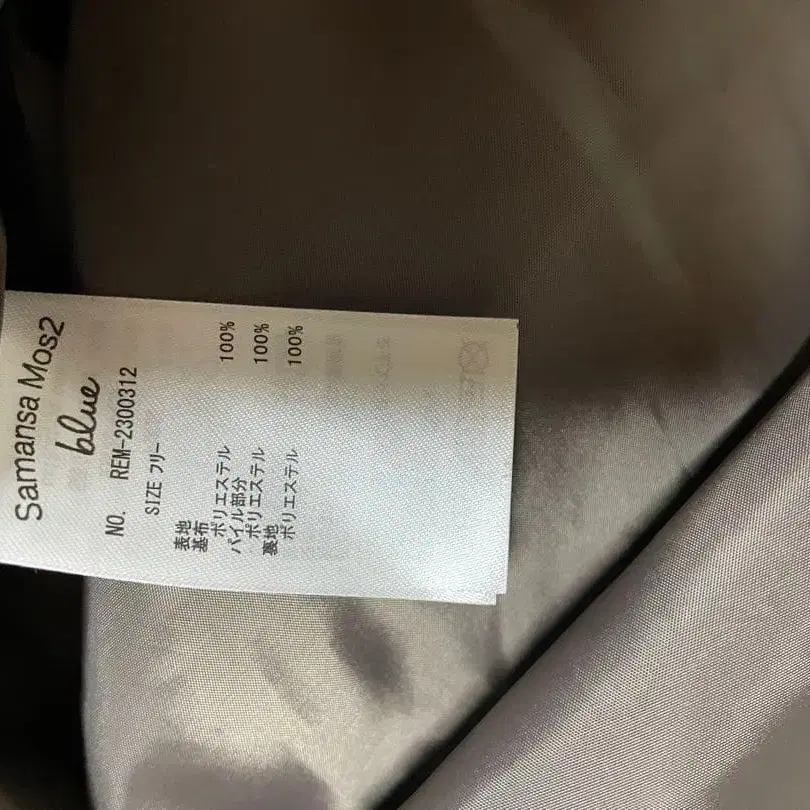 Samansa Mos2
blue
NO. REM-2300312
SIZE フリー
表地
基布
ポリエステル 100%
パイル部分
ポリエステル 100%
裏地
ポリエステル 100%